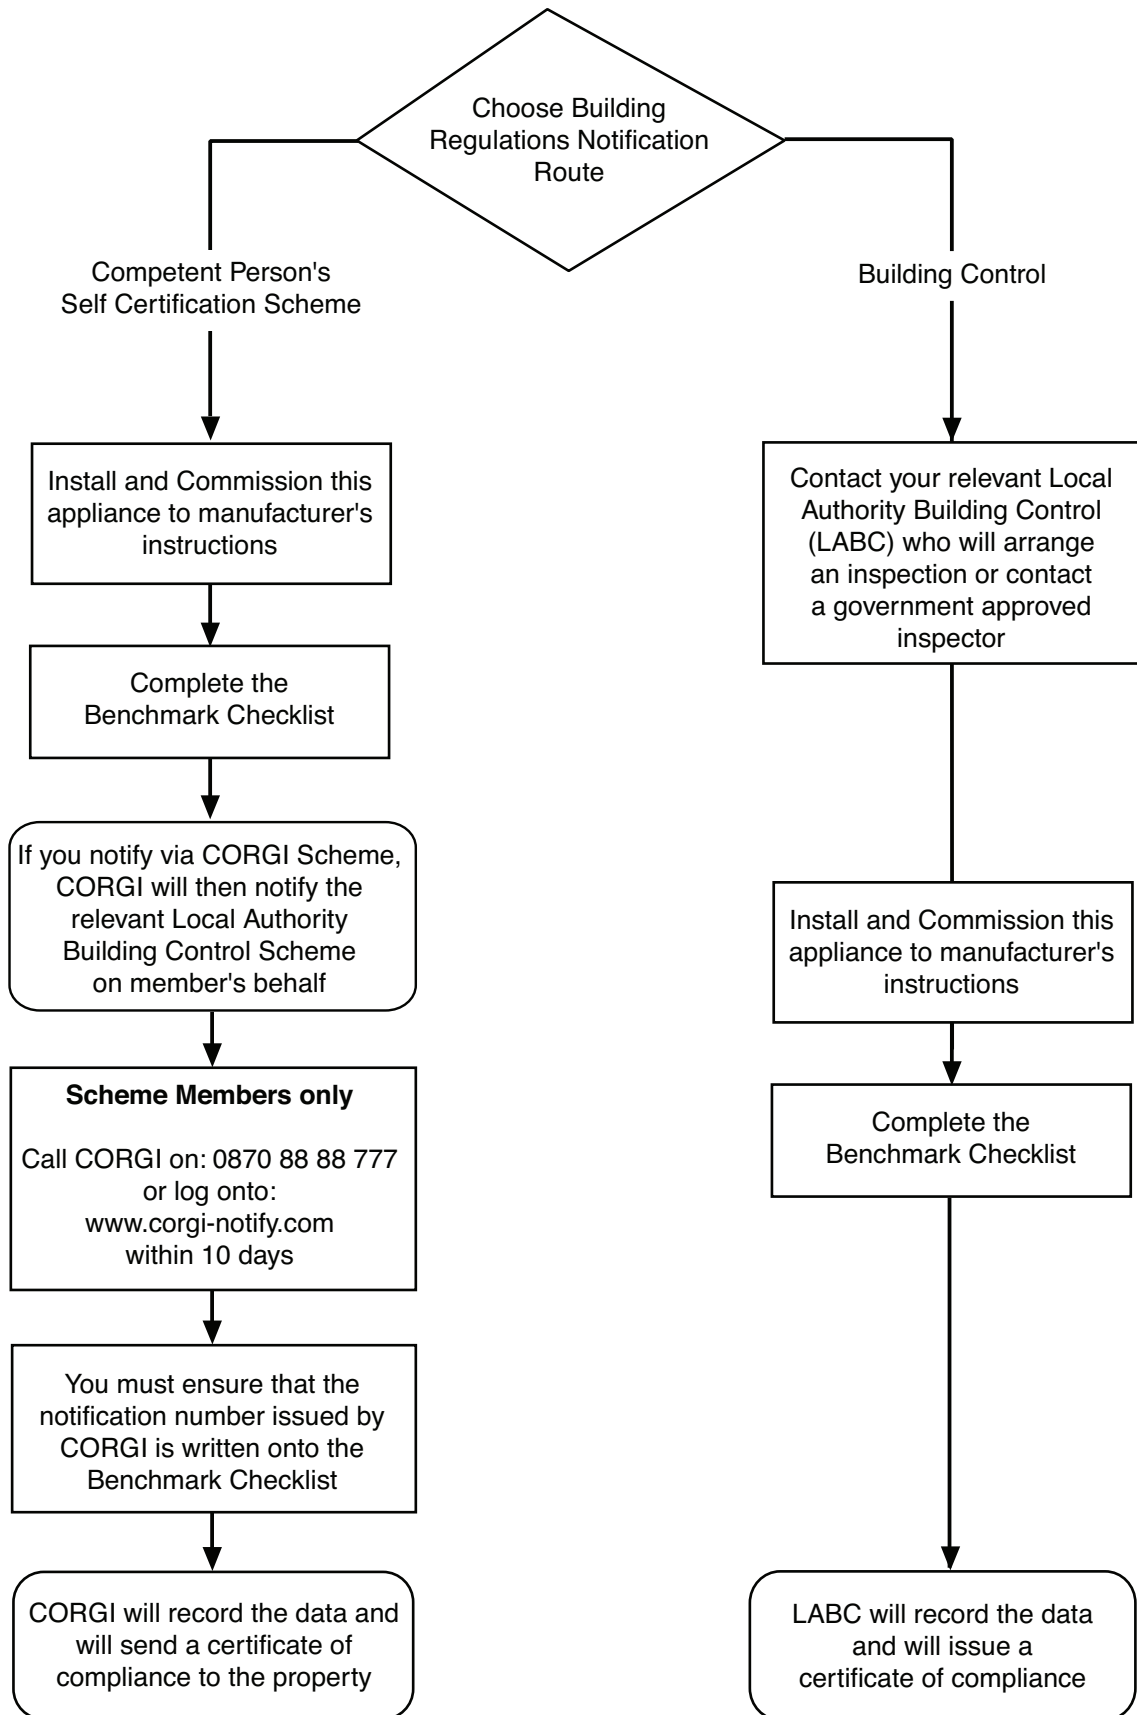 Choose Building
Regulations Notification
Route
Competent Person's
Self Certification Scheme
Building Control
Install and Commission this
appliance to manufacturer's
instructions
Complete the
Benchmark Checklist
If you notify via CORGI Scheme,
CORGI will then notify the
relevant Local Authority
Building Control Scheme
on member's behalf
Scheme Members only
Call CORGI on: 0870 88 88 777
or log onto:
www.corgi-notify.com
within 10 days
You must ensure that the
notification number issued by
CORGI is written onto the
Benchmark Checklist
CORGI will record the data and
will send a certificate of
compliance to the property
Contact your relevant Local
Authority Building Control
(LABC) who will arrange
an inspection or contact
a government approved
inspector
Install and Commission this
appliance to manufacturer's
instructions
Complete the
Benchmark Checklist
LABC will record the data
and will issue a
certificate of compliance